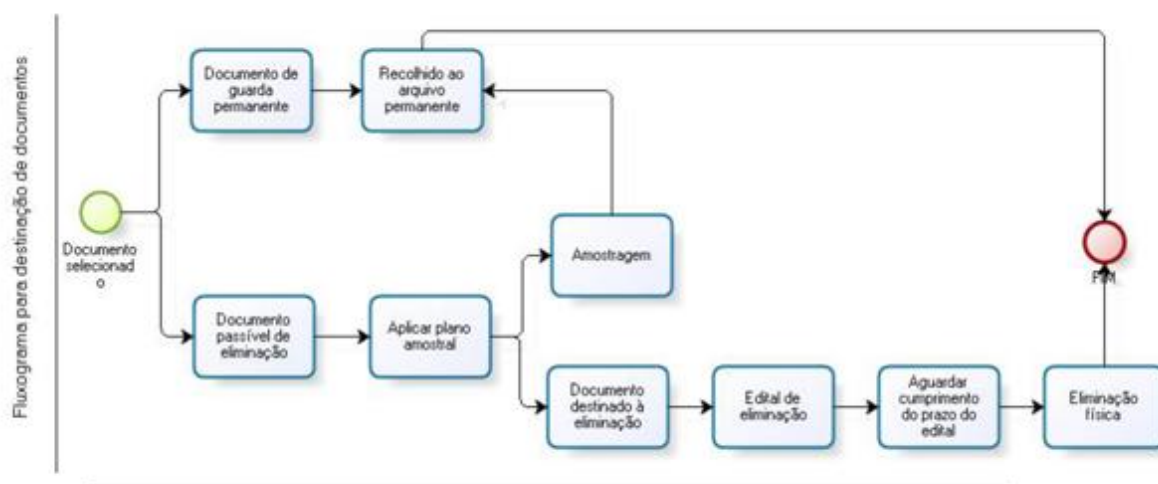 Fluxograma para destinação de documentos
Documento de
guarda
permanente
Recolhido ao
arquivo
permanente
Documento
selecionad
o
Amostragem
FIM
Documento
passível de
eliminação
Aplicar plano
amostral
Documento
destinado à
eliminação
Edital de
eliminação
Aguardar
cumprimento
do prazo do
edital
Eliminação
física